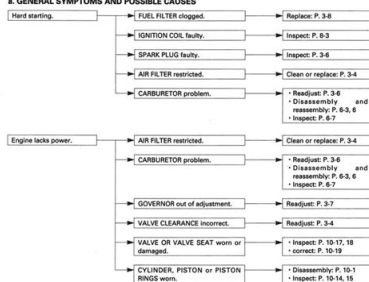 8. GENERAL SYMPTOMS AND POSSIBLE CAUSES
Hard starting.
FUEL FILTER clogged.
Replace: P. 3-8
IGNITION COIL faulty.
Inspect: 8-3
SPARK PLUG faulty.
Inspect: P. 3-6
AIR FILTER restricted.
Clean or replace: P. 3-4
CARBURETOR problem.
· Readjust: P. 3-6
· Disassembly and
reassembly: P. 6-3, 6
· Inspect: P. 6-7
Engine lacks power.
AIR FILTER restricted.
Clean or replace: P. 3-4
CARBURETOR problem.
· Readjust: P. 3-6
· Disassembly and
reassembly: P. 6-3, 6
· Inspect: P. 6-7
GOVERNOR out of adjustment.
Readjust: P. 3-7
VALVE CLEARANCE incorrect.
Readjust: P. 3-4
VALVE OR VALVE SEAT worn or
damaged.
· Inspect: P. 10-17, 18
· correct: P. 10-19
CYLINDER, PISTON or PISTON
RINGS worn.
· Disassembly: P. 10-1
· Inspect: P. 10-14, 15